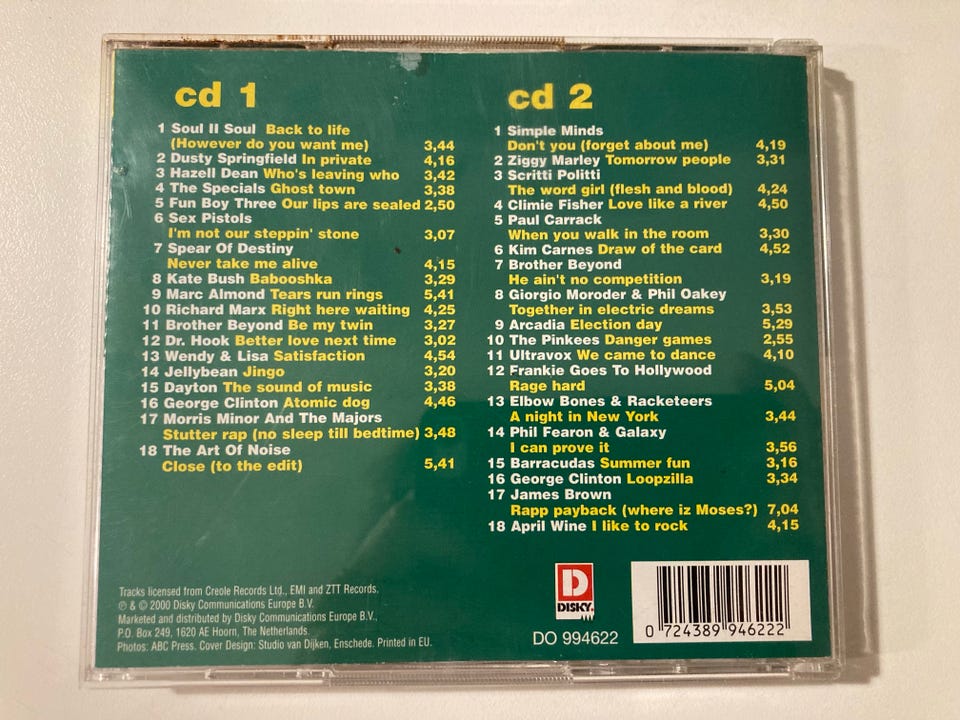 cd 1
1 Soul II Soul Back to life
(However do you want me) 3,44
2 Dusty Springfield In private 4,16
3 Hazell Dean Who's leaving who 3,42
4 The Specials Ghost town 3,38
5 Fun Boy Three Our lips are sealed 2,50
6 Sex Pistols
I'm not our steppin' stone 3,07
7 Spear Of Destiny
Never take me alive 4,15
8 Kate Bush Babooshka 3,29
9 Marc Almond Tears run rings 5,41
10 Richard Marx Right here waiting 4,25
11 Brother Beyond Be my twin 3,27
12 Dr. Hook Better love next time 3,02
13 Wendy & Lisa Satisfaction 4,54
14 Jellybean Jingo 3,20
15 Dayton The sound of music 3,38
16 George Clinton Atomic dog 4,46
17 Morris Minor And The Majors
Stutter rap (no sleep till bedtime) 3,48
18 The Art Of Noise
Close (to the edit) 5,41
cd 2
1 Simple Minds
Don't you (forget about me) 4,19
2 Ziggy Marley Tomorrow people 3,31
3 Scritti Politti
The word girl (flesh and blood) 4,24
4 Climie Fisher Love like a river 4,50
5 Paul Carrack
When you walk in the room 3,30
6 Kim Carnes Draw of the card 4,52
7 Brother Beyond
He ain't no competition 3,19
8 Giorgio Moroder & Phil Oakey
Together in electric dreams 3,53
9 Arcadia Election day 5,29
10 The Pinkees Danger games 2,55
11 Ultravox We came to dance 4,10
12 Frankie Goes To Hollywood
Rage hard 5,04
13 Elbow Bones & Racketeers
A night in New York 3,44
14 Phil Fearon & Galaxy
I can prove it 3,56
15 Barracudas Summer fun 3,16
16 George Clinton Loopzilla 3,34
17 James Brown
Rapp payback (where iz Moses?) 7,04
18 April Wine I like to rock 4,15
Tracks licensed from Creole Records Ltd., EMI and ZTT Records.
℗ & © 2000 Disky Communications Europe B.V.
Marketed and distributed by Disky Communications Europe B.V.,
P.O. Box 249, 1620 AE Hoorn, The Netherlands.
Photos: ABC Press. Cover Design: Studio van Dijken, Enschede. Printed in EU.
D
DISKY.
DO 994622
0 724389 946222